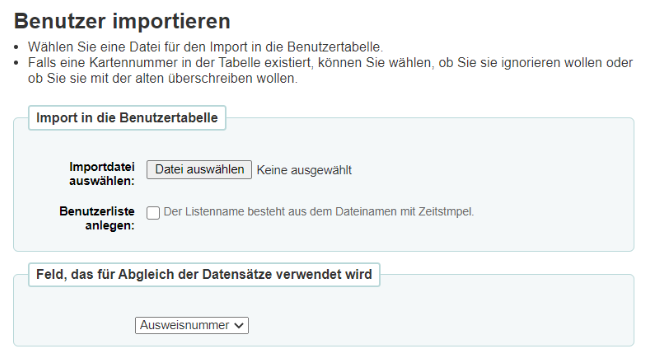 Benutzer importieren
Wählen Sie eine Datei für den Import in die Benutzertabelle.
Falls eine Kartennummer in der Tabelle existiert, können Sie wählen, ob Sie sie ignorieren wollen oder
ob Sie sie mit der alten überschreiben wollen.
Import in die Benutzertabelle
Importdatei
auswählen:
Datei auswählen Keine ausgewählt
Benutzerliste
anlegen:
Der Listenname besteht aus dem Dateinamen mit Zeitstmpel.
Feld, das für Abgleich der Datensätze verwendet wird
Ausweisnummer